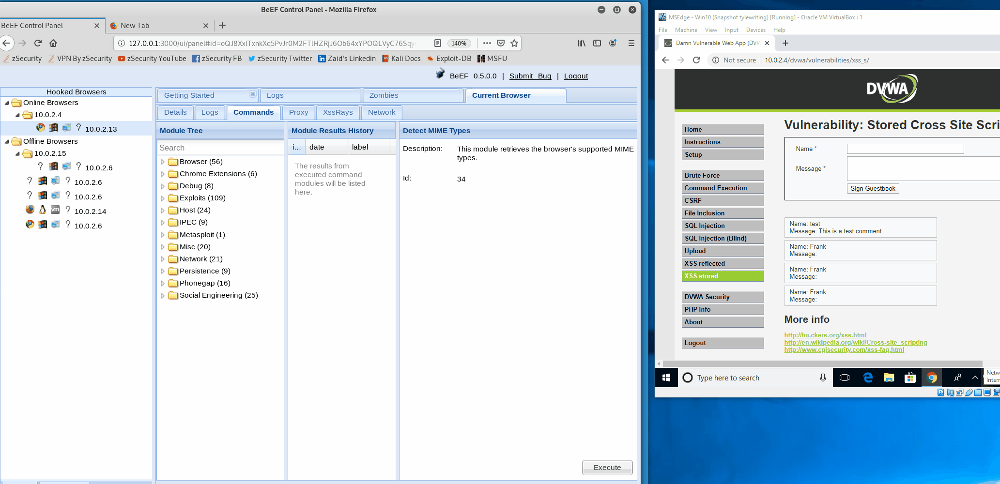 BeEF Control Panel - Mozilla Firefox
BeEF Control Panel
New Tab
140%
zSecurity
VPN By zSecurity
zSecurity YouTube
zSecurity FB
zSecurity Twitter
Zaid's Linkedin
Kali Docs
Exploit-DB
MSFU
BeEF 0.5.0.0 | Submit Bug | Logout
Hooked Browsers
Online Browsers
10.0.2.4
? 10.0.2.13
Offline Browsers
10.0.2.15
? ? 10.0.2.6
? ? 10.0.2.6
? ? 10.0.2.6
vm ? 10.0.2.14
? 10.0.2.6
Getting Started
Logs
Zombies
Current Browser
Details
Logs
Commands
Proxy
XssRays
Network
Module Tree
Search
Browser (56)
Chrome Extensions (6)
Debug (8)
Exploits (109)
Host (24)
IPEC (9)
Metasploit (1)
Misc (20)
Network (21)
Persistence (9)
Phonegap (16)
Social Engineering (25)
Module Results History
i... date label
The results from
executed command
modules will be listed
here.
Detect MIME Types
Description: This module retrieves the browser's supported MIME
types.
Id: 34
Execute
MSEdge - Win10 (Snapshot tylewriting) [Running] - Oracle VM VirtualBox : 1
File Machine View Input Devices Help
Damn Vulnerable Web App (DVW
Not secure | 10.0.2.4/dvwa/vulnerabilities/xss_s/
DVWA
Home
Instructions
Setup
Brute Force
Command Execution
CSRF
File Inclusion
SQL Injection
SQL Injection (Blind)
Upload
XSS reflected
XSS stored
DVWA Security
PHP Info
About
Logout
Vulnerability: Stored Cross Site Scri
Name *
Message *
Sign Guestbook
Name: test
Message: This is a test comment.
Name: Frank
Message:
Name: Frank
Message:
Name: Frank
Message:
More info
http://ha.ckers.org/xss.html
http://en.wikipedia.org/wiki/Cross-site_scripting
http://www.cgisecurity.com/xss-faq.html
Type here to search
Netw
Intern